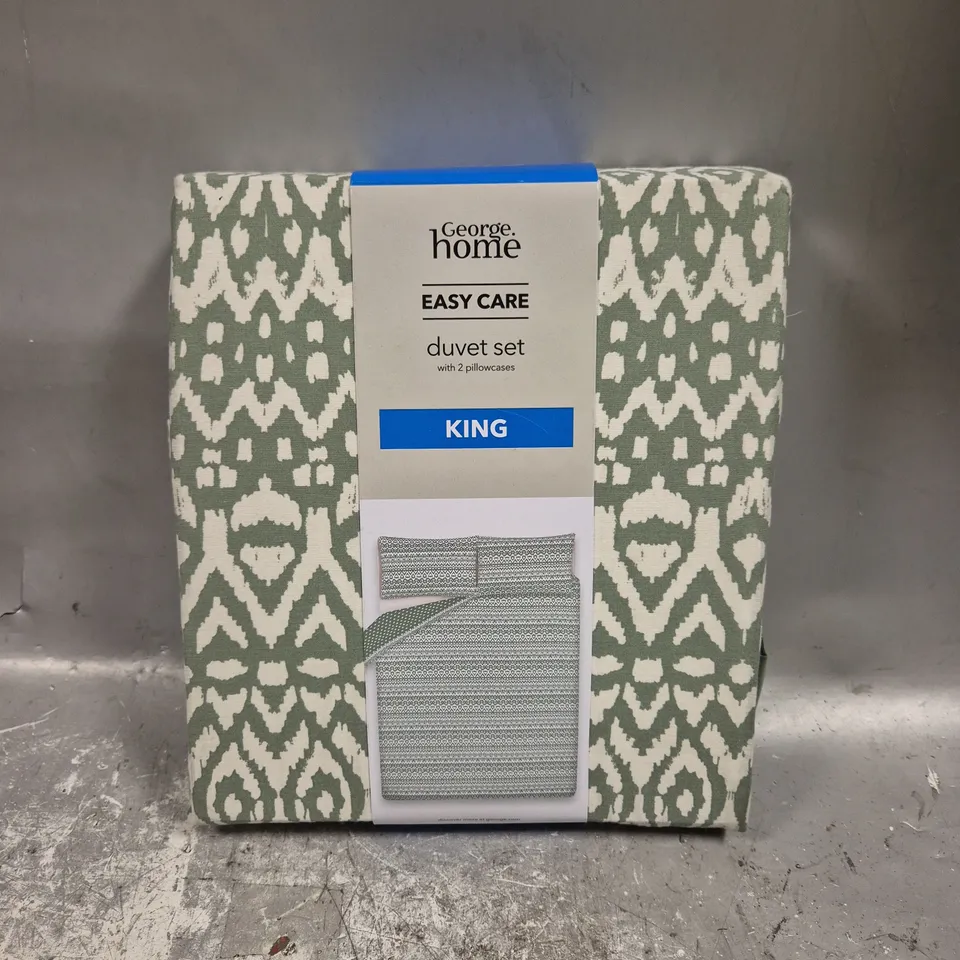 George.
home
EASY CARE
duvet set
with 2 pillowcases
KING